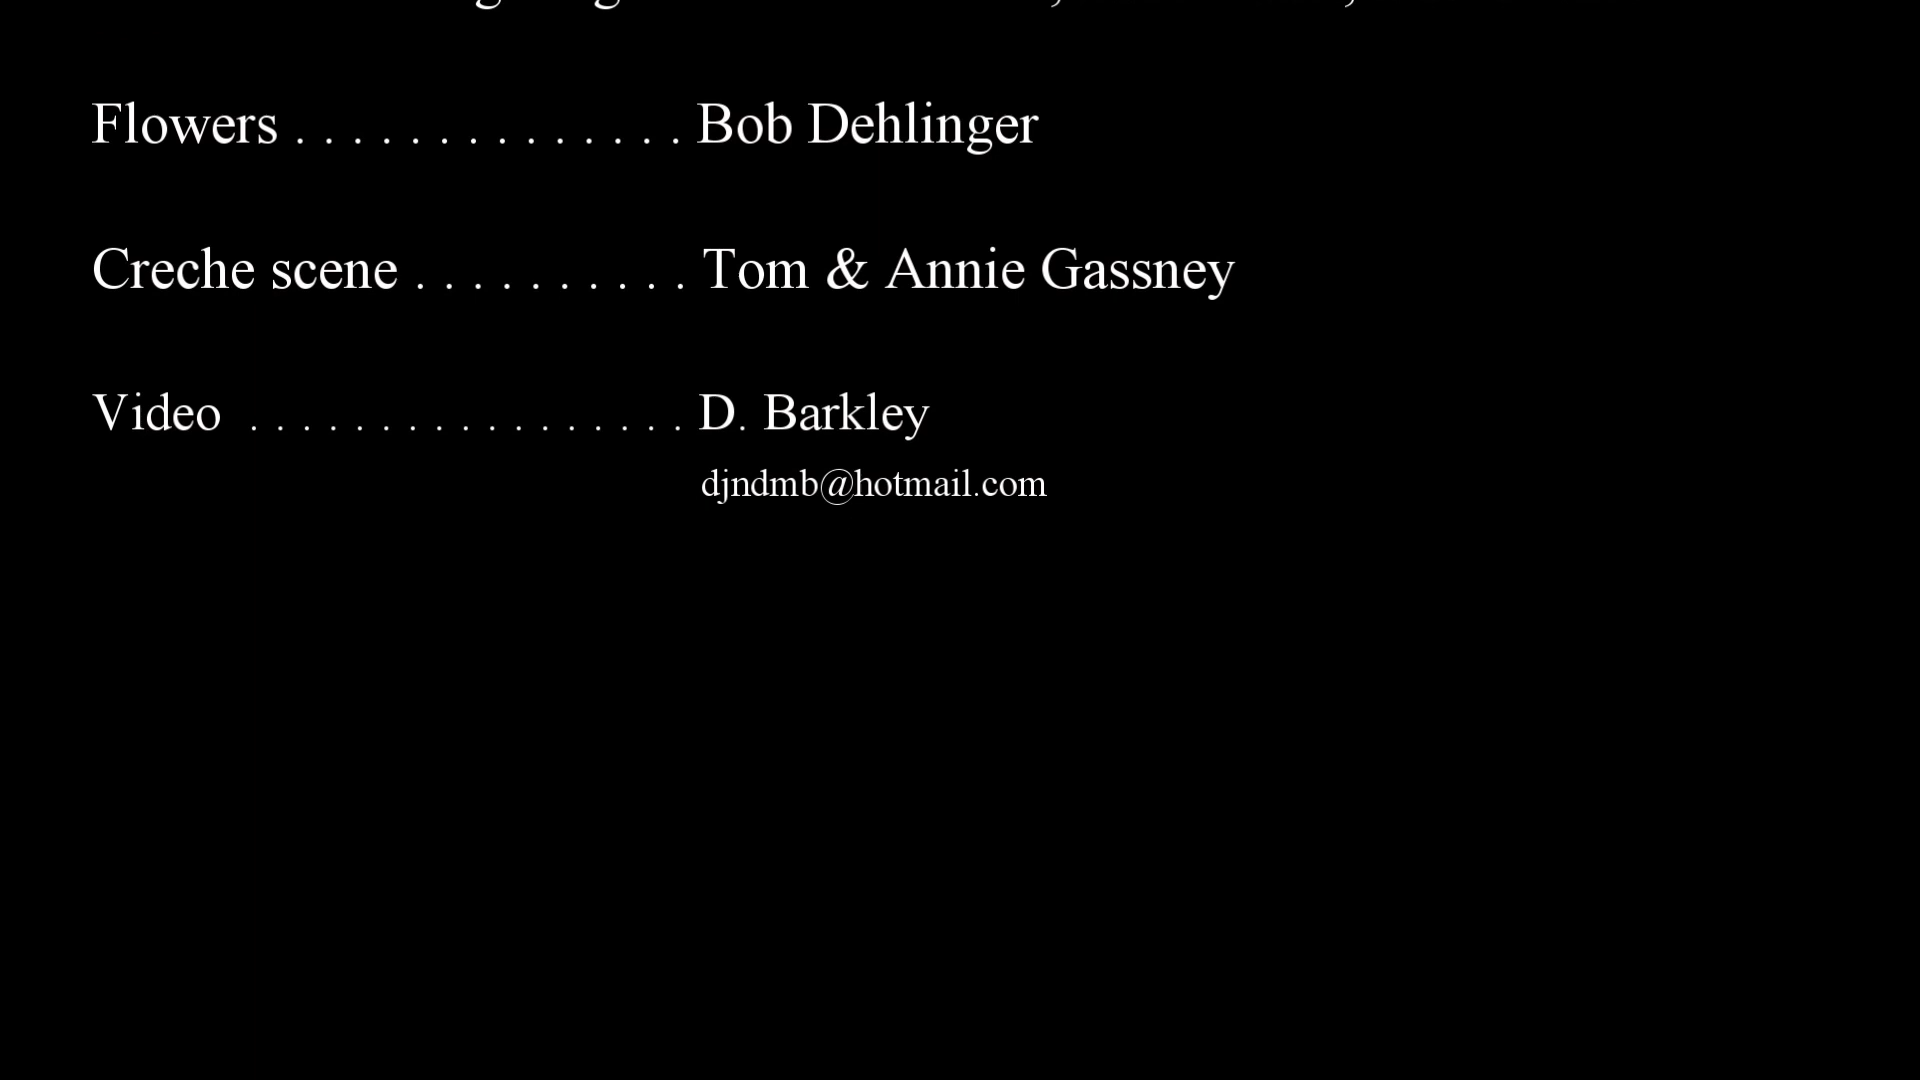 Flowers . . . . . . . . . . . . . . Bob Dehlinger
Creche scene . . . . . . . . . . Tom & Annie Gassney
Video . . . . . . . . . . . . . . . . . D. Barkley
djndmb@hotmail.com